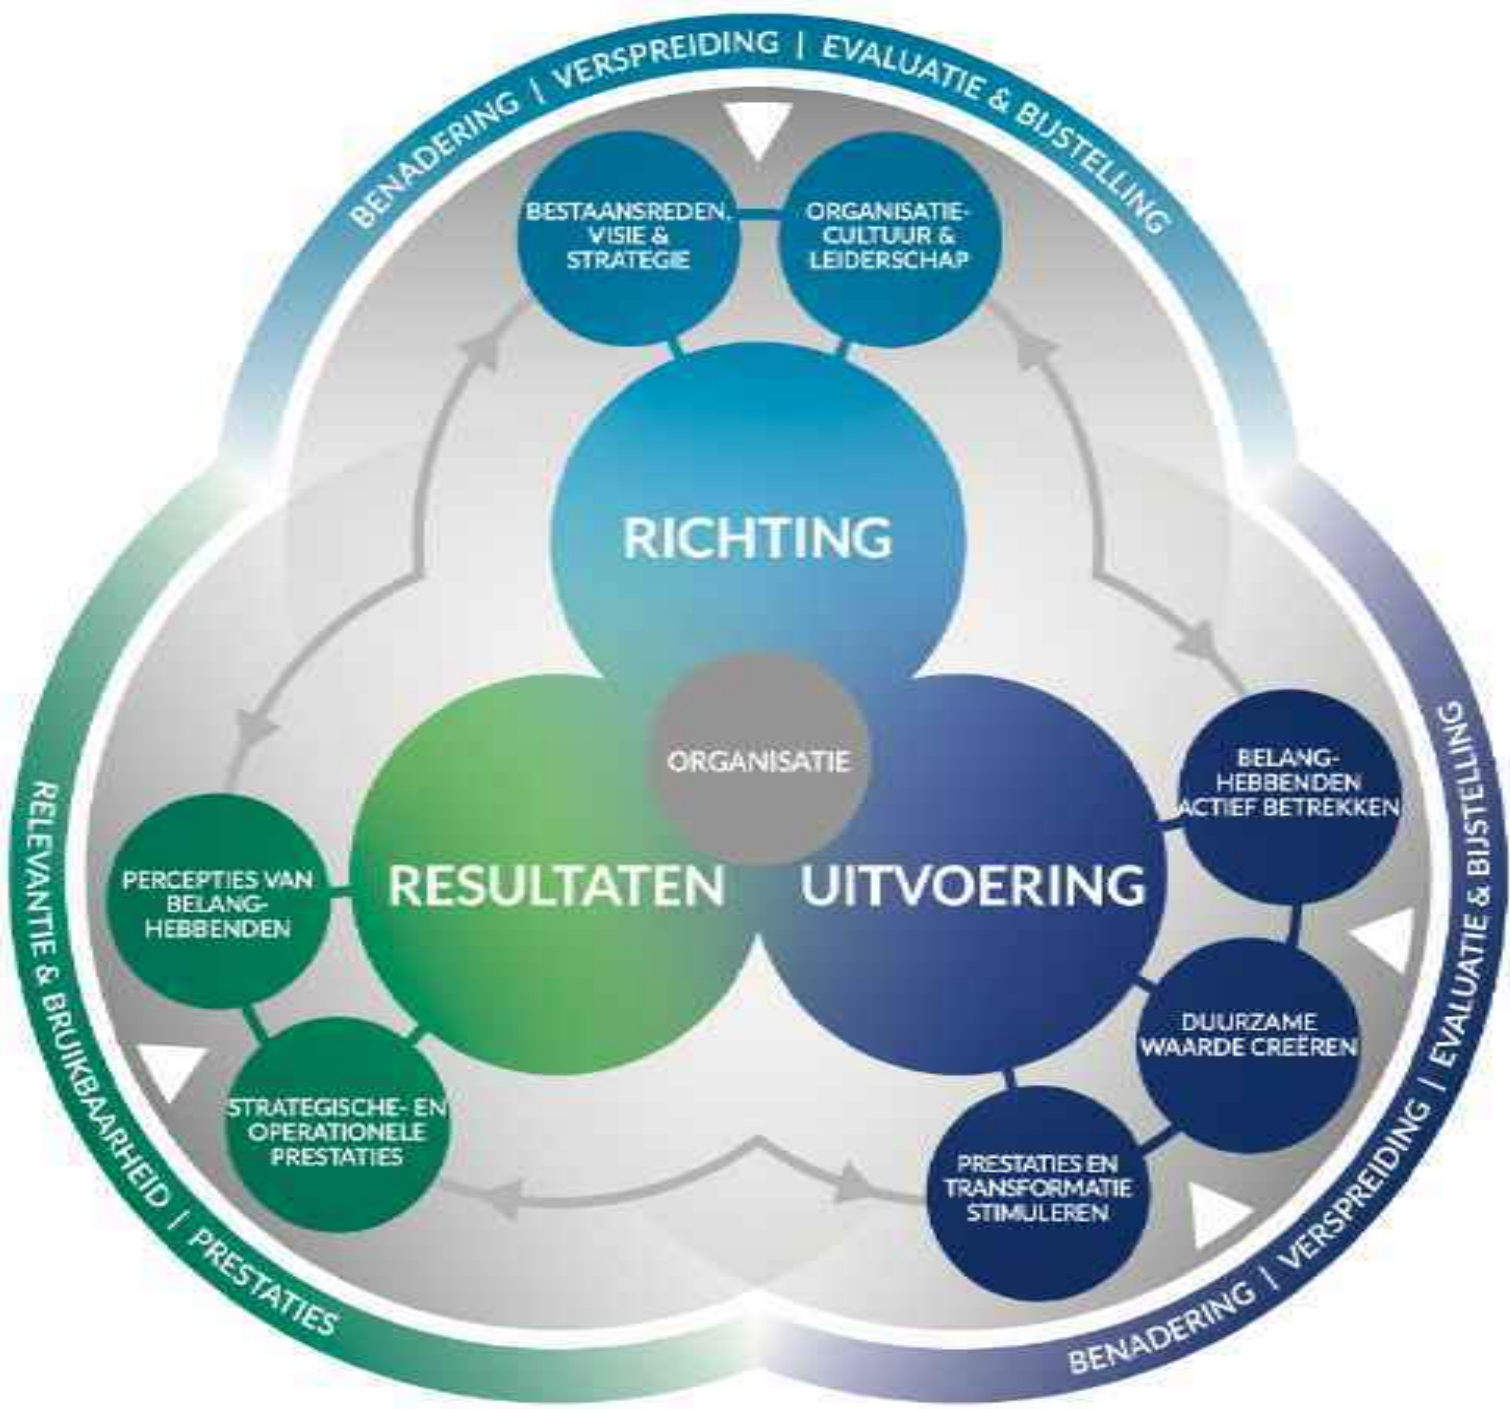 BENADERING | VERSPREIDING | EVALUATIE & BIJSTELLING
BESTAANSREDEN,
VISIE &
STRATEGIE
ORGANISATIE-
CULTUUR &
LEIDERSCHAP
RICHTING
ORGANISATIE
RESULTATEN
UITVOERING
BELANG-
HEBBENDEN
ACTIEF BETREKKEN
DUURZAME
WAARDE CREËREN
PRESTATIES EN
TRANSFORMATIE
STIMULEREN
PERCEPTIES VAN
BELANG-
HEBBENDEN
STRATEGISCHE- EN
OPERATIONELE
PRESTATIES
RELEVANTIE & BRUIKBAARHEID | PRESTATIES
BENADERING | VERSPREIDING | EVALUATIE & BIJSTELLING